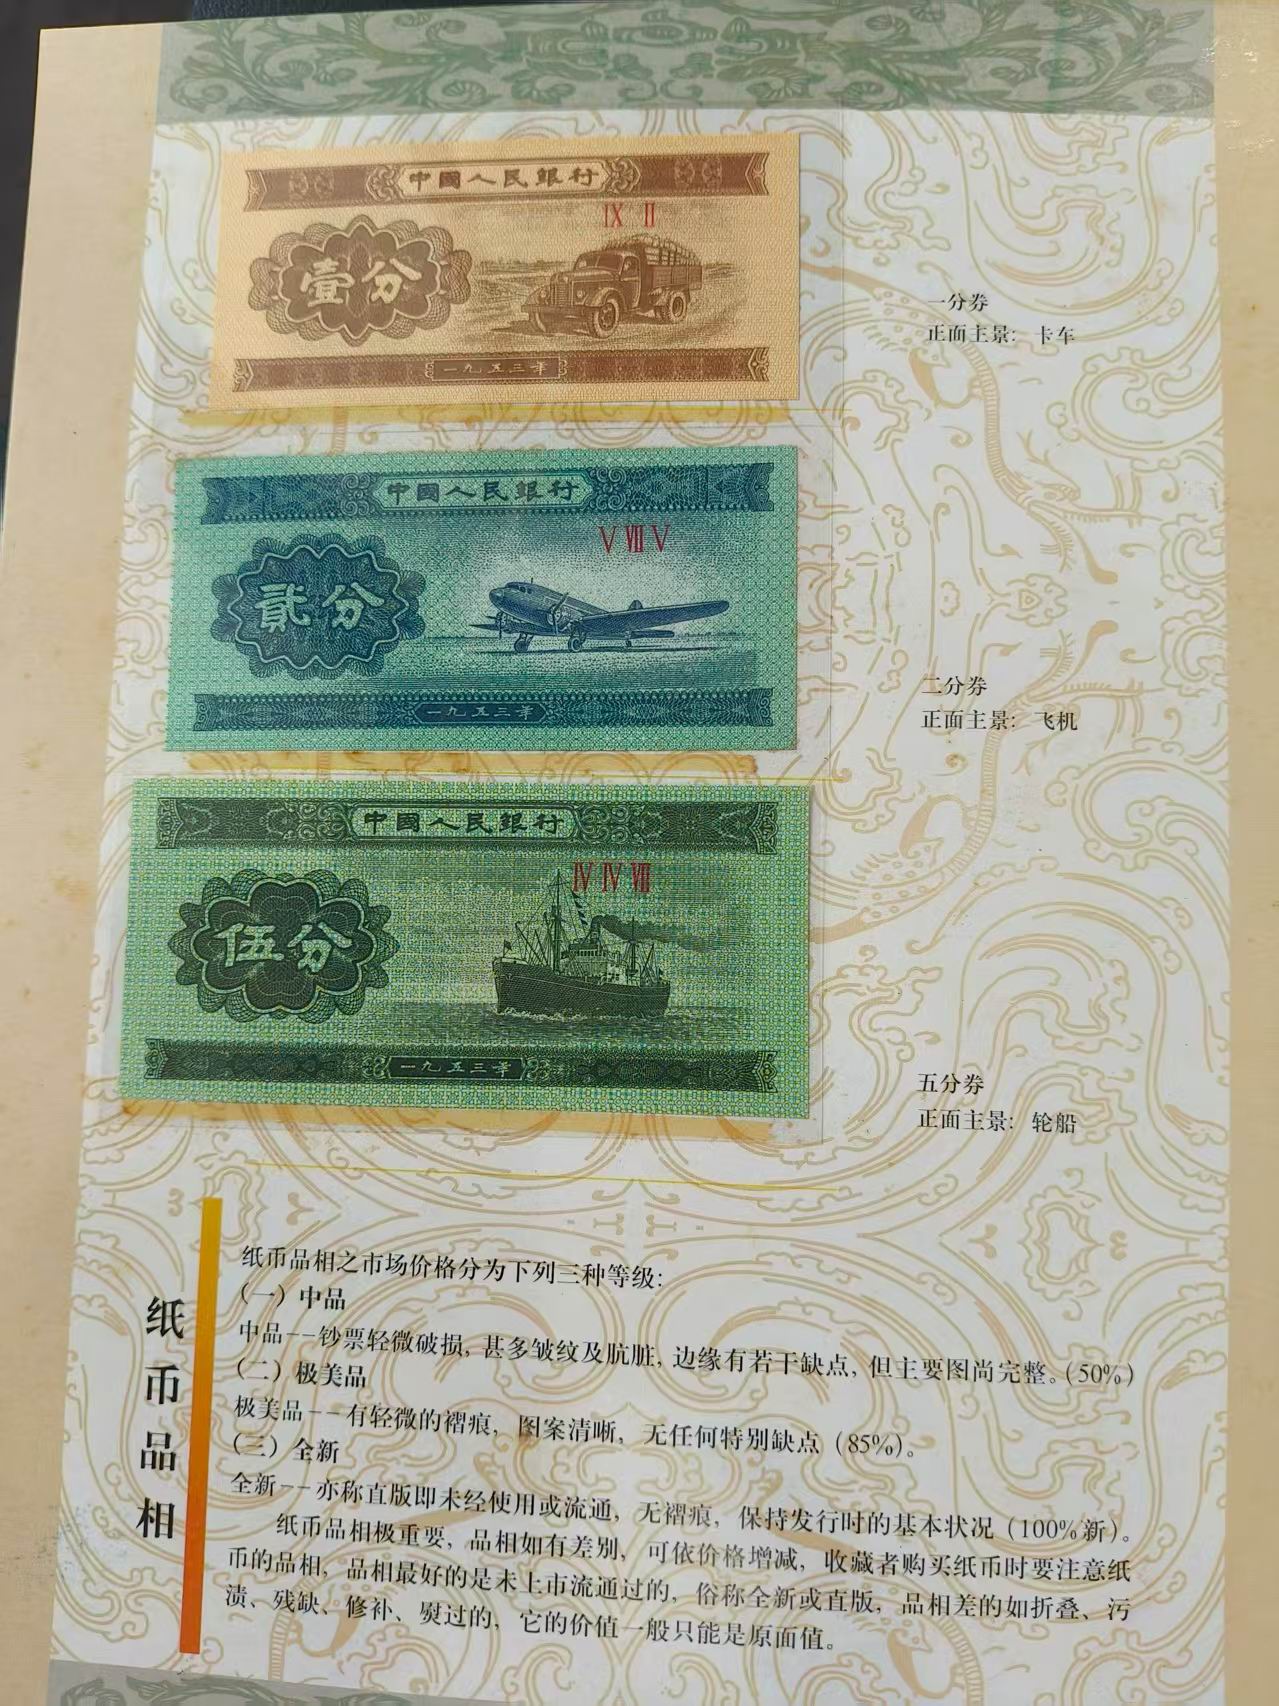 中國人民銀行
IX II
壹分
一九五三年
一分券
正面主景: 卡车
中國人民銀行
V VII V
貳分
一九五三年
二分券
正面主景: 飞机
中國人民銀行
IV IV VII
伍分
一九五三年
五分券
正面主景: 轮船
纸币品相
纸币品相之市场价格分为下列三种等级:
(一) 中品
中品--钞票轻微破损, 甚多皱纹及肮脏, 边缘有若干缺点, 但主要图尚完整。(50%)
(二) 极美品
极美品--有轻微的褶痕, 图案清晰, 无任何特别缺点 (85%)。
(三) 全新
全新--亦称直版即未经使用或流通, 无褶痕, 保持发行时的基本状况 (100%新)。
纸币品相极重要, 品相如有差别, 可依价格增减, 收藏者购买纸币时要注意纸
币的品相, 品相最好的是未上市流通过的, 俗称全新或直版, 品相差的如折叠、污
渍、残缺、修补、熨过的, 它的价值一般只能是原面值。